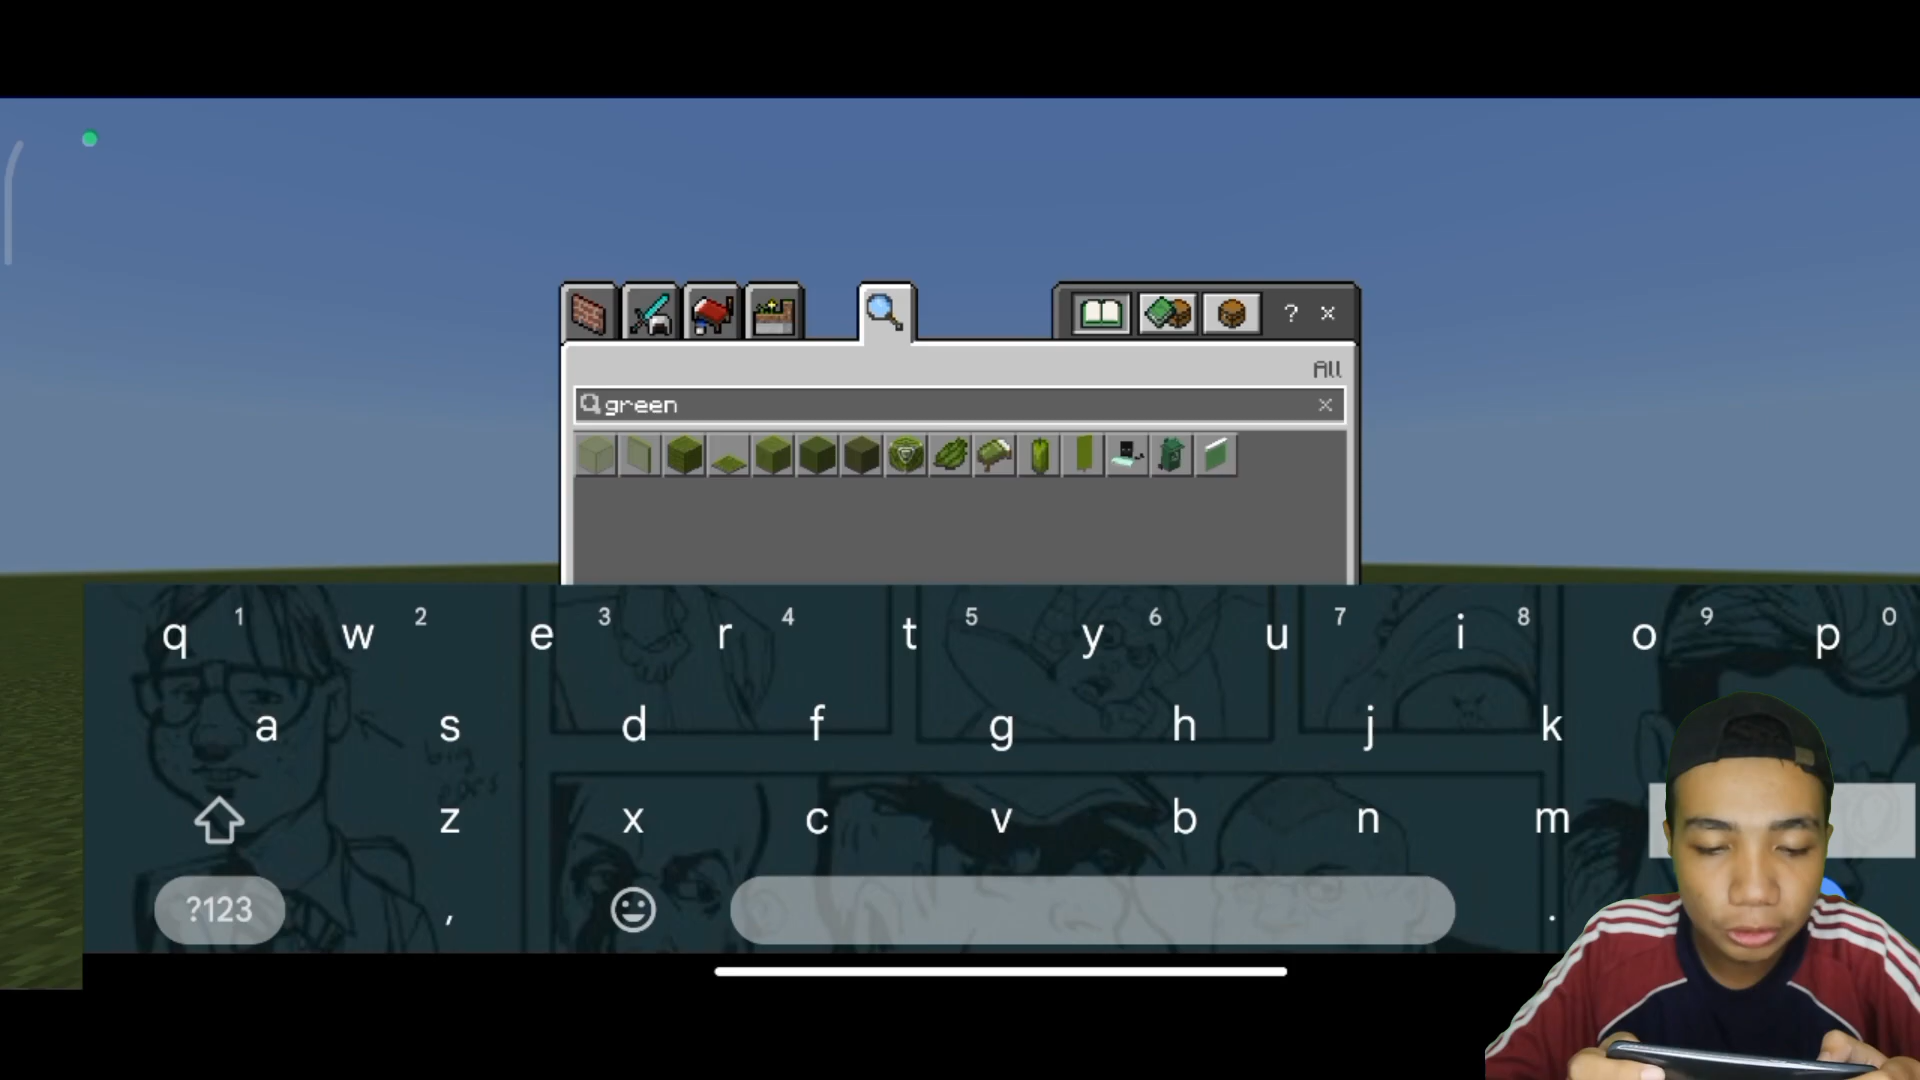 ? ×
All
green ×
q 1 w 2 e 3 r 4 t 5 y 6 u 7 i 8 o 9 p 0
a s d f g h j k
z x c v b n m
?123 , .